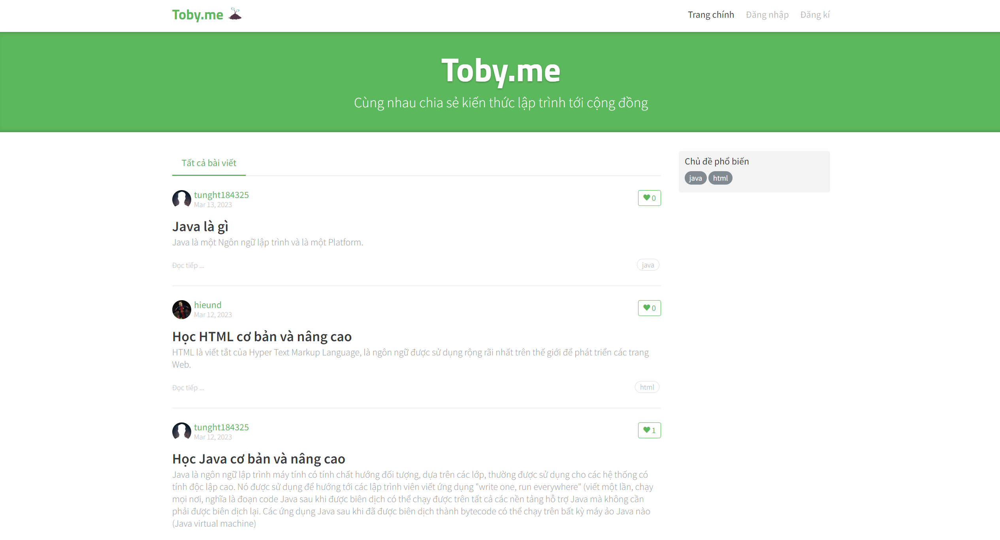 Toby.me
Trang chính Đăng nhập Đăng kí
Toby.me
Cùng nhau chia sẻ kiến thức lập trình tới cộng đồng
Tất cả bài viết
tunght184325
Mar 13, 2023
0
Java là gì
Java là một Ngôn ngữ lập trình và là một Platform.
Đọc tiếp ...
java
hieund
Mar 12, 2023
0
Học HTML cơ bản và nâng cao
HTML là viết tắt của Hyper Text Markup Language, là ngôn ngữ được sử dụng rộng rãi nhất trên thế giới để phát triển các trang
Web.
Đọc tiếp ...
html
tunght184325
Mar 12, 2023
1
Học Java cơ bản và nâng cao
Java là ngôn ngữ lập trình máy tính có tính chất hướng đối tượng, dựa trên các lớp, thường được sử dụng cho các hệ thống có
tính độc lập cao. Nó được sử dụng để hướng tới các lập trình viên viết ứng dụng "write one, run everywhere" (viết một lần, chạy
mọi nơi, nghĩa là đoạn code Java sau khi được biên dịch có thể chạy được trên tất cả các nền tảng hỗ trợ Java mà không cần
phải được biên dịch lại. Các ứng dụng Java sau khi đã được biên dịch thành bytecode có thể chạy trên bất kỳ máy ảo Java nào
(Java virtual machine)
Chủ đề phổ biến
java html